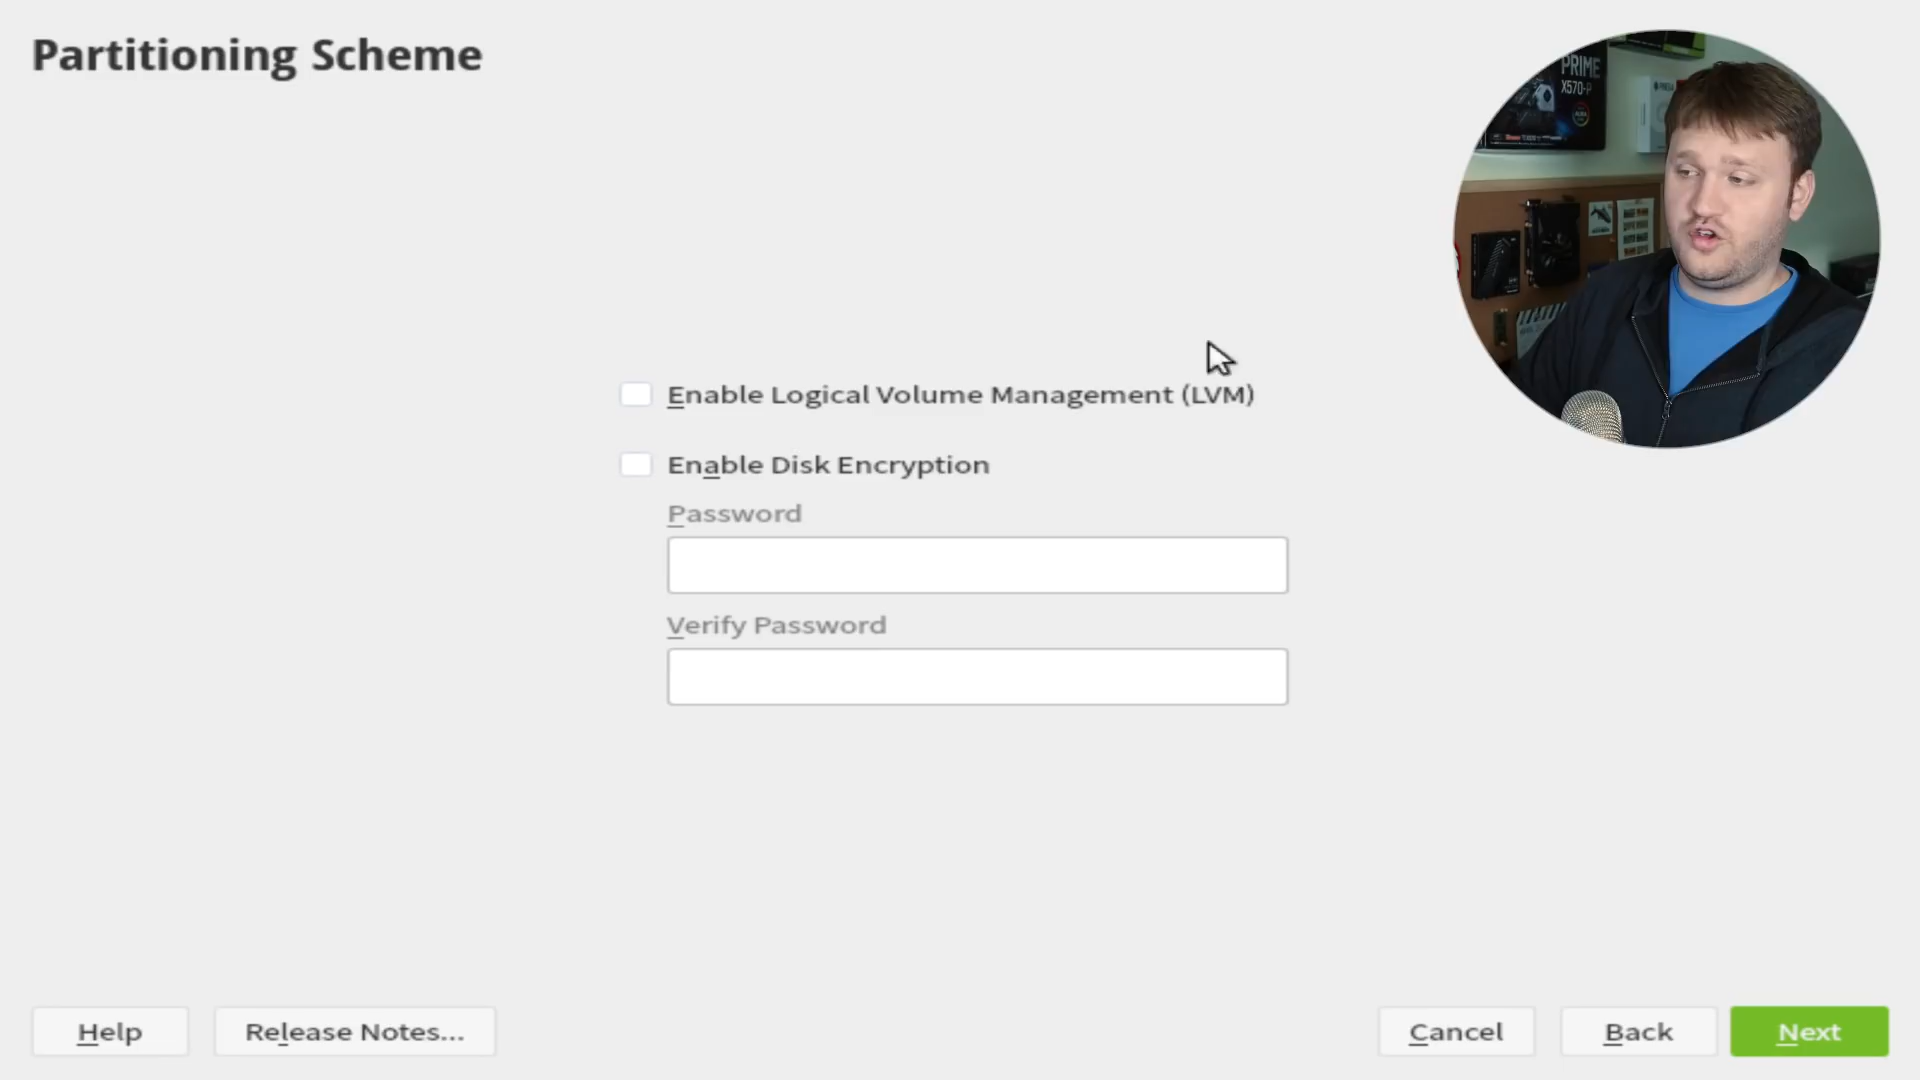 Partitioning Scheme
PRIME
X570-P
Enable Logical Volume Management (LVM)
Enable Disk Encryption
Password
Verify Password
Help
Release Notes...
Cancel
Back
Next